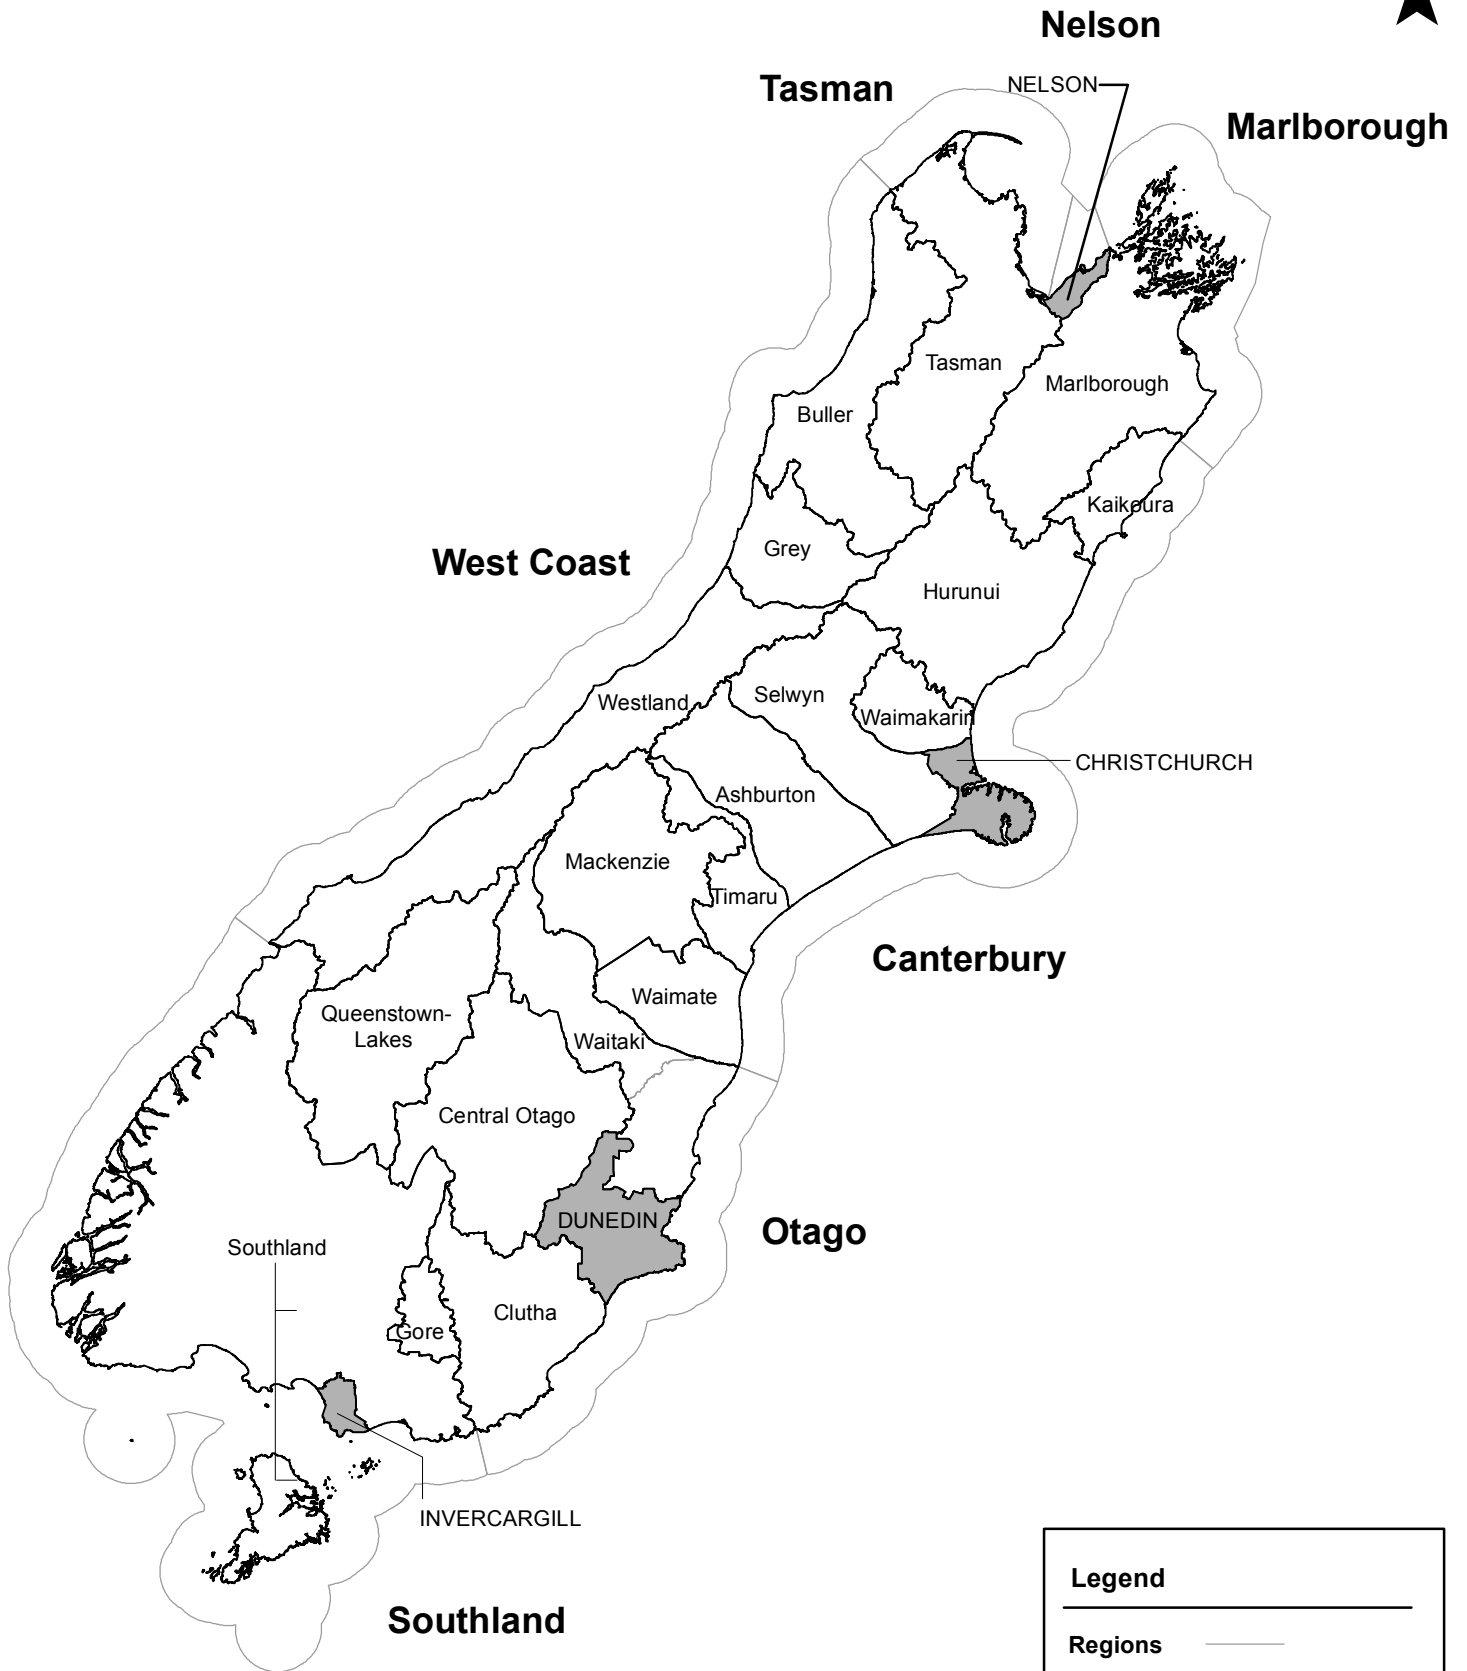 Nelson
Tasman
NELSON
Marlborough
Tasman
Marlborough
Buller
Kaikoura
Grey
West Coast
Hurunui
Selwyn
Westland
Waimakarir
CHRISTCHURCH
Ashburton
Mackenzie
Timaru
Canterbury
Waimate
Queenstown-
Lakes
Waitaki
Central Otago
DUNEDIN
Otago
Southland
Clutha
Gore
INVERCARGILL
Southland
Legend
Regions